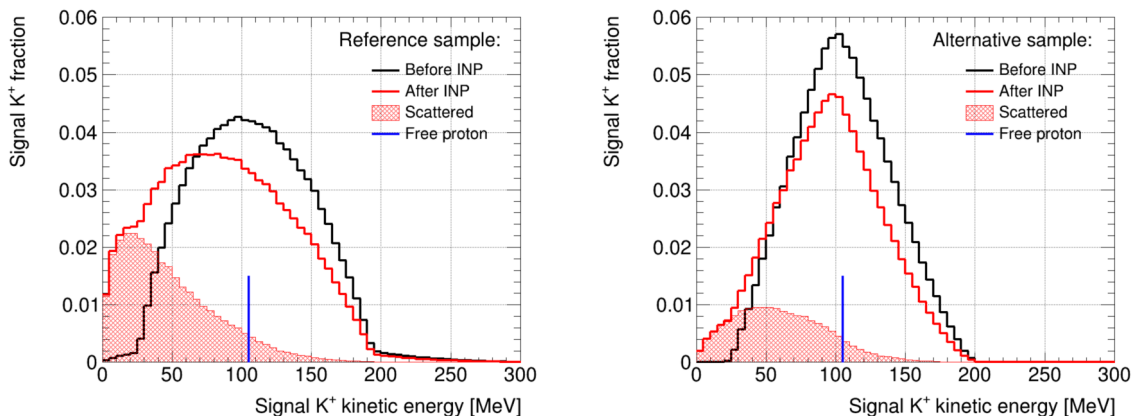 0.06
0.05
0.04
0.03
0.02
0.01
0
Signal K⁺ fraction
Reference sample:
Before INP
After INP
Scattered
Free proton
0 50 100 150 200 250 300
Signal K⁺ kinetic energy [MeV]
0.06
0.05
0.04
0.03
0.02
0.01
0
Signal K⁺ fraction
Alternative sample:
Before INP
After INP
Scattered
Free proton
0 50 100 150 200 250 300
Signal K⁺ kinetic energy [MeV]